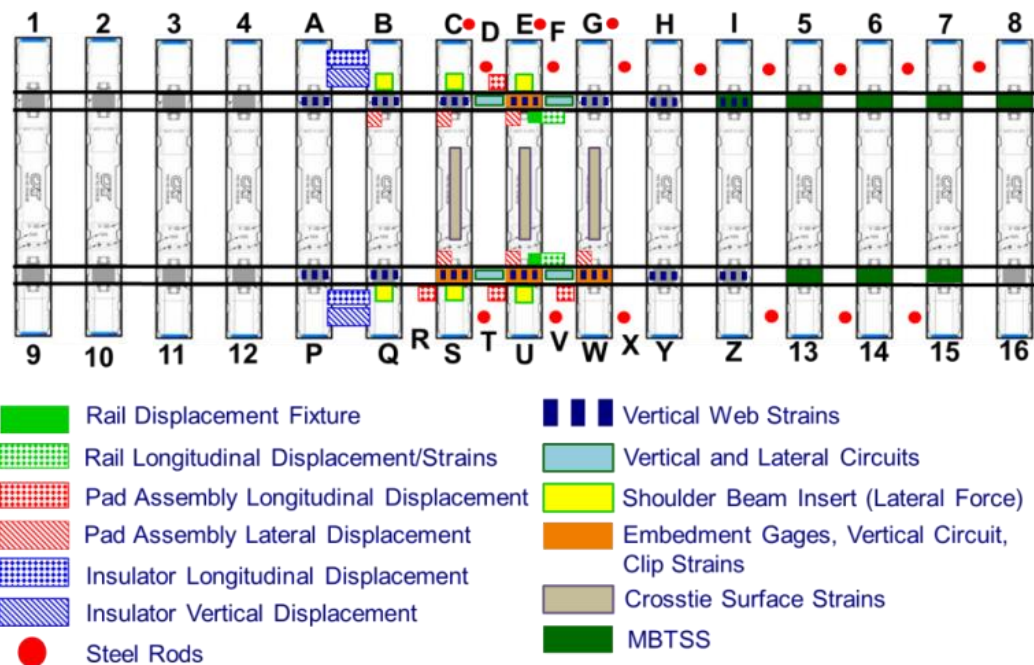 1 2 3 4 A B C D E F G H I 5 6 7 8
9 10 11 12 P Q R S T U V W X Y Z 13 14 15 16
Rail Displacement Fixture
Rail Longitudinal Displacement/Strains
Pad Assembly Longitudinal Displacement
Pad Assembly Lateral Displacement
Insulator Longitudinal Displacement
Insulator Vertical Displacement
Steel Rods
Vertical Web Strains
Vertical and Lateral Circuits
Shoulder Beam Insert (Lateral Force)
Embedment Gages, Vertical Circuit,
Clip Strains
Crosstie Surface Strains
MBTSS